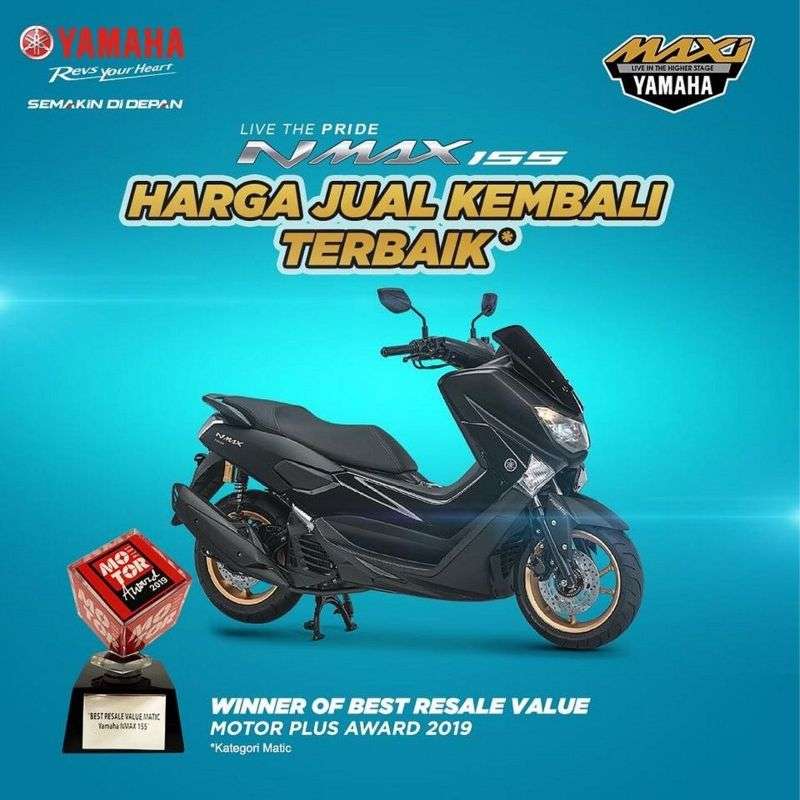 YAMAHA
Revs Your Heart
SEMAKIN DI DEPAN
MAXi
LIVE IN THE HIGHER STAGE
YAMAHA
LIVE THE PRIDE
NMAX 155
HARGA JUAL KEMBALI
TERBAIK*
NMAX
MOTOR
Award
2019
MOTOR
MOTOR
"BEST RESALE VALUE MATIC
Yamaha NMAX 155"
WINNER OF BEST RESALE VALUE
MOTOR PLUS AWARD 2019
*Kategori Matic